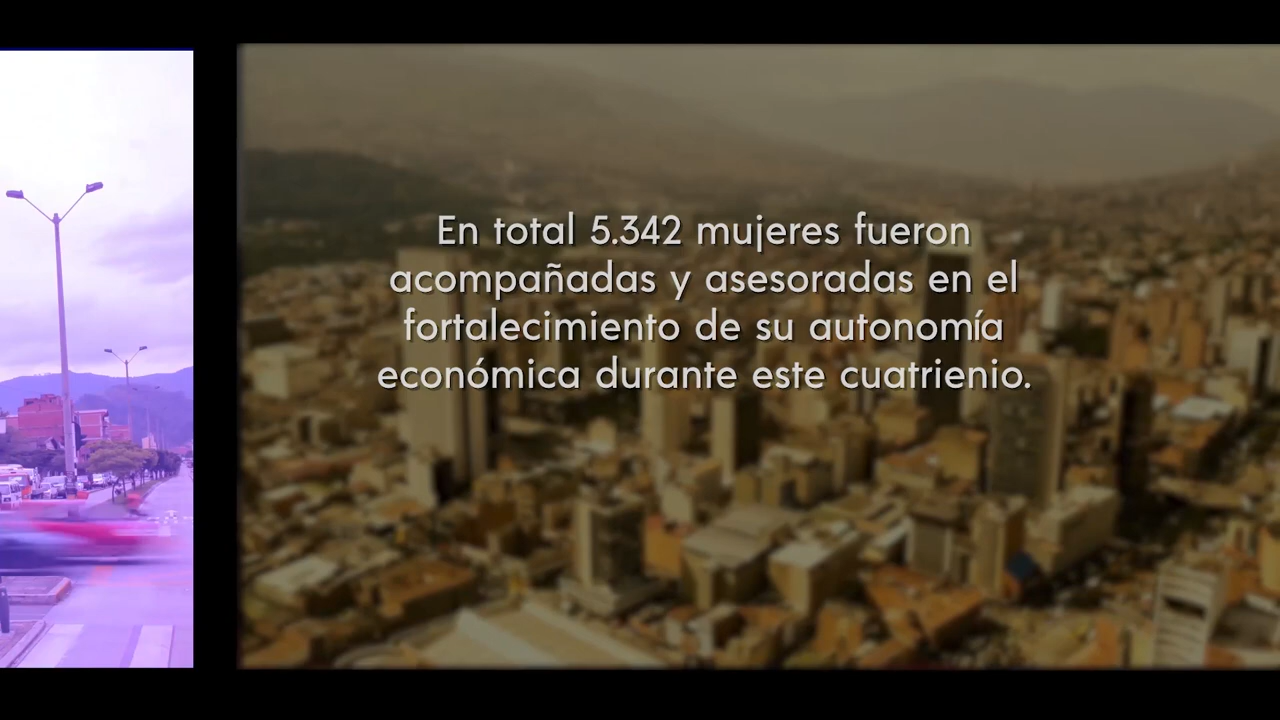 En total 5.342 mujeres fueron
acompañadas y asesoradas en el
fortalecimiento de su autonomía
económica durante este cuatrienio.